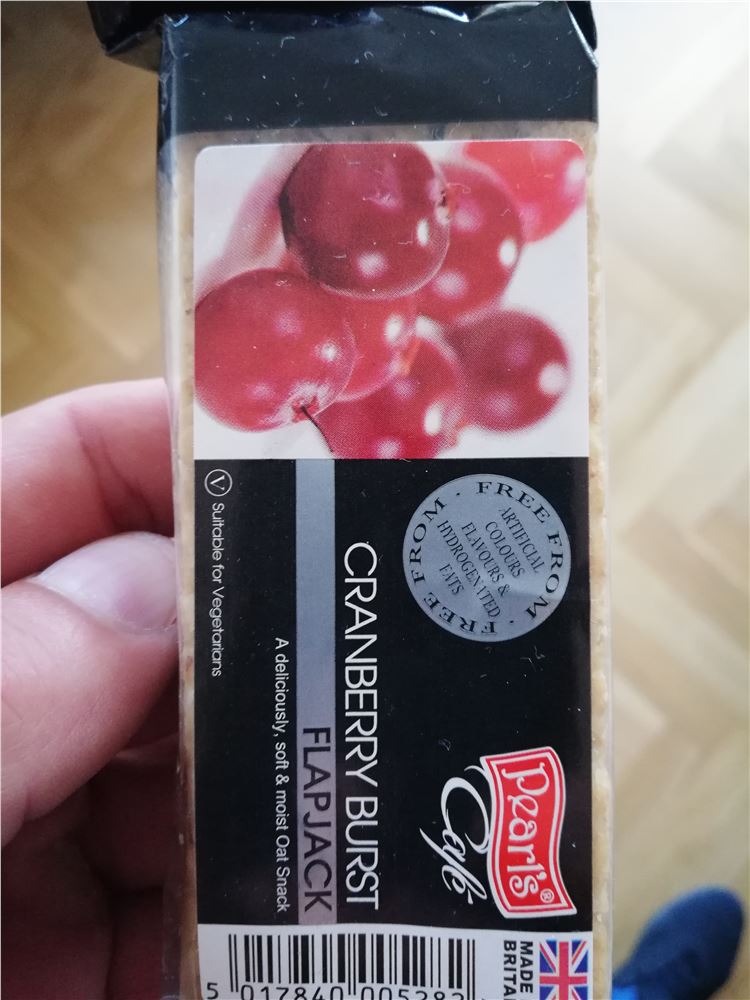 FREE FROM · FREE FROM ·
ARTIFICIAL
COLOURS
FLAVOURS &
HYDROGENATED
FATS
Pearl's®
Café
CRANBERRY BURST
FLAPJACK
A deliciously, soft & moist Oat Snack
V Suitable for Vegetarians
MADE
BRITA
5 017840 005282